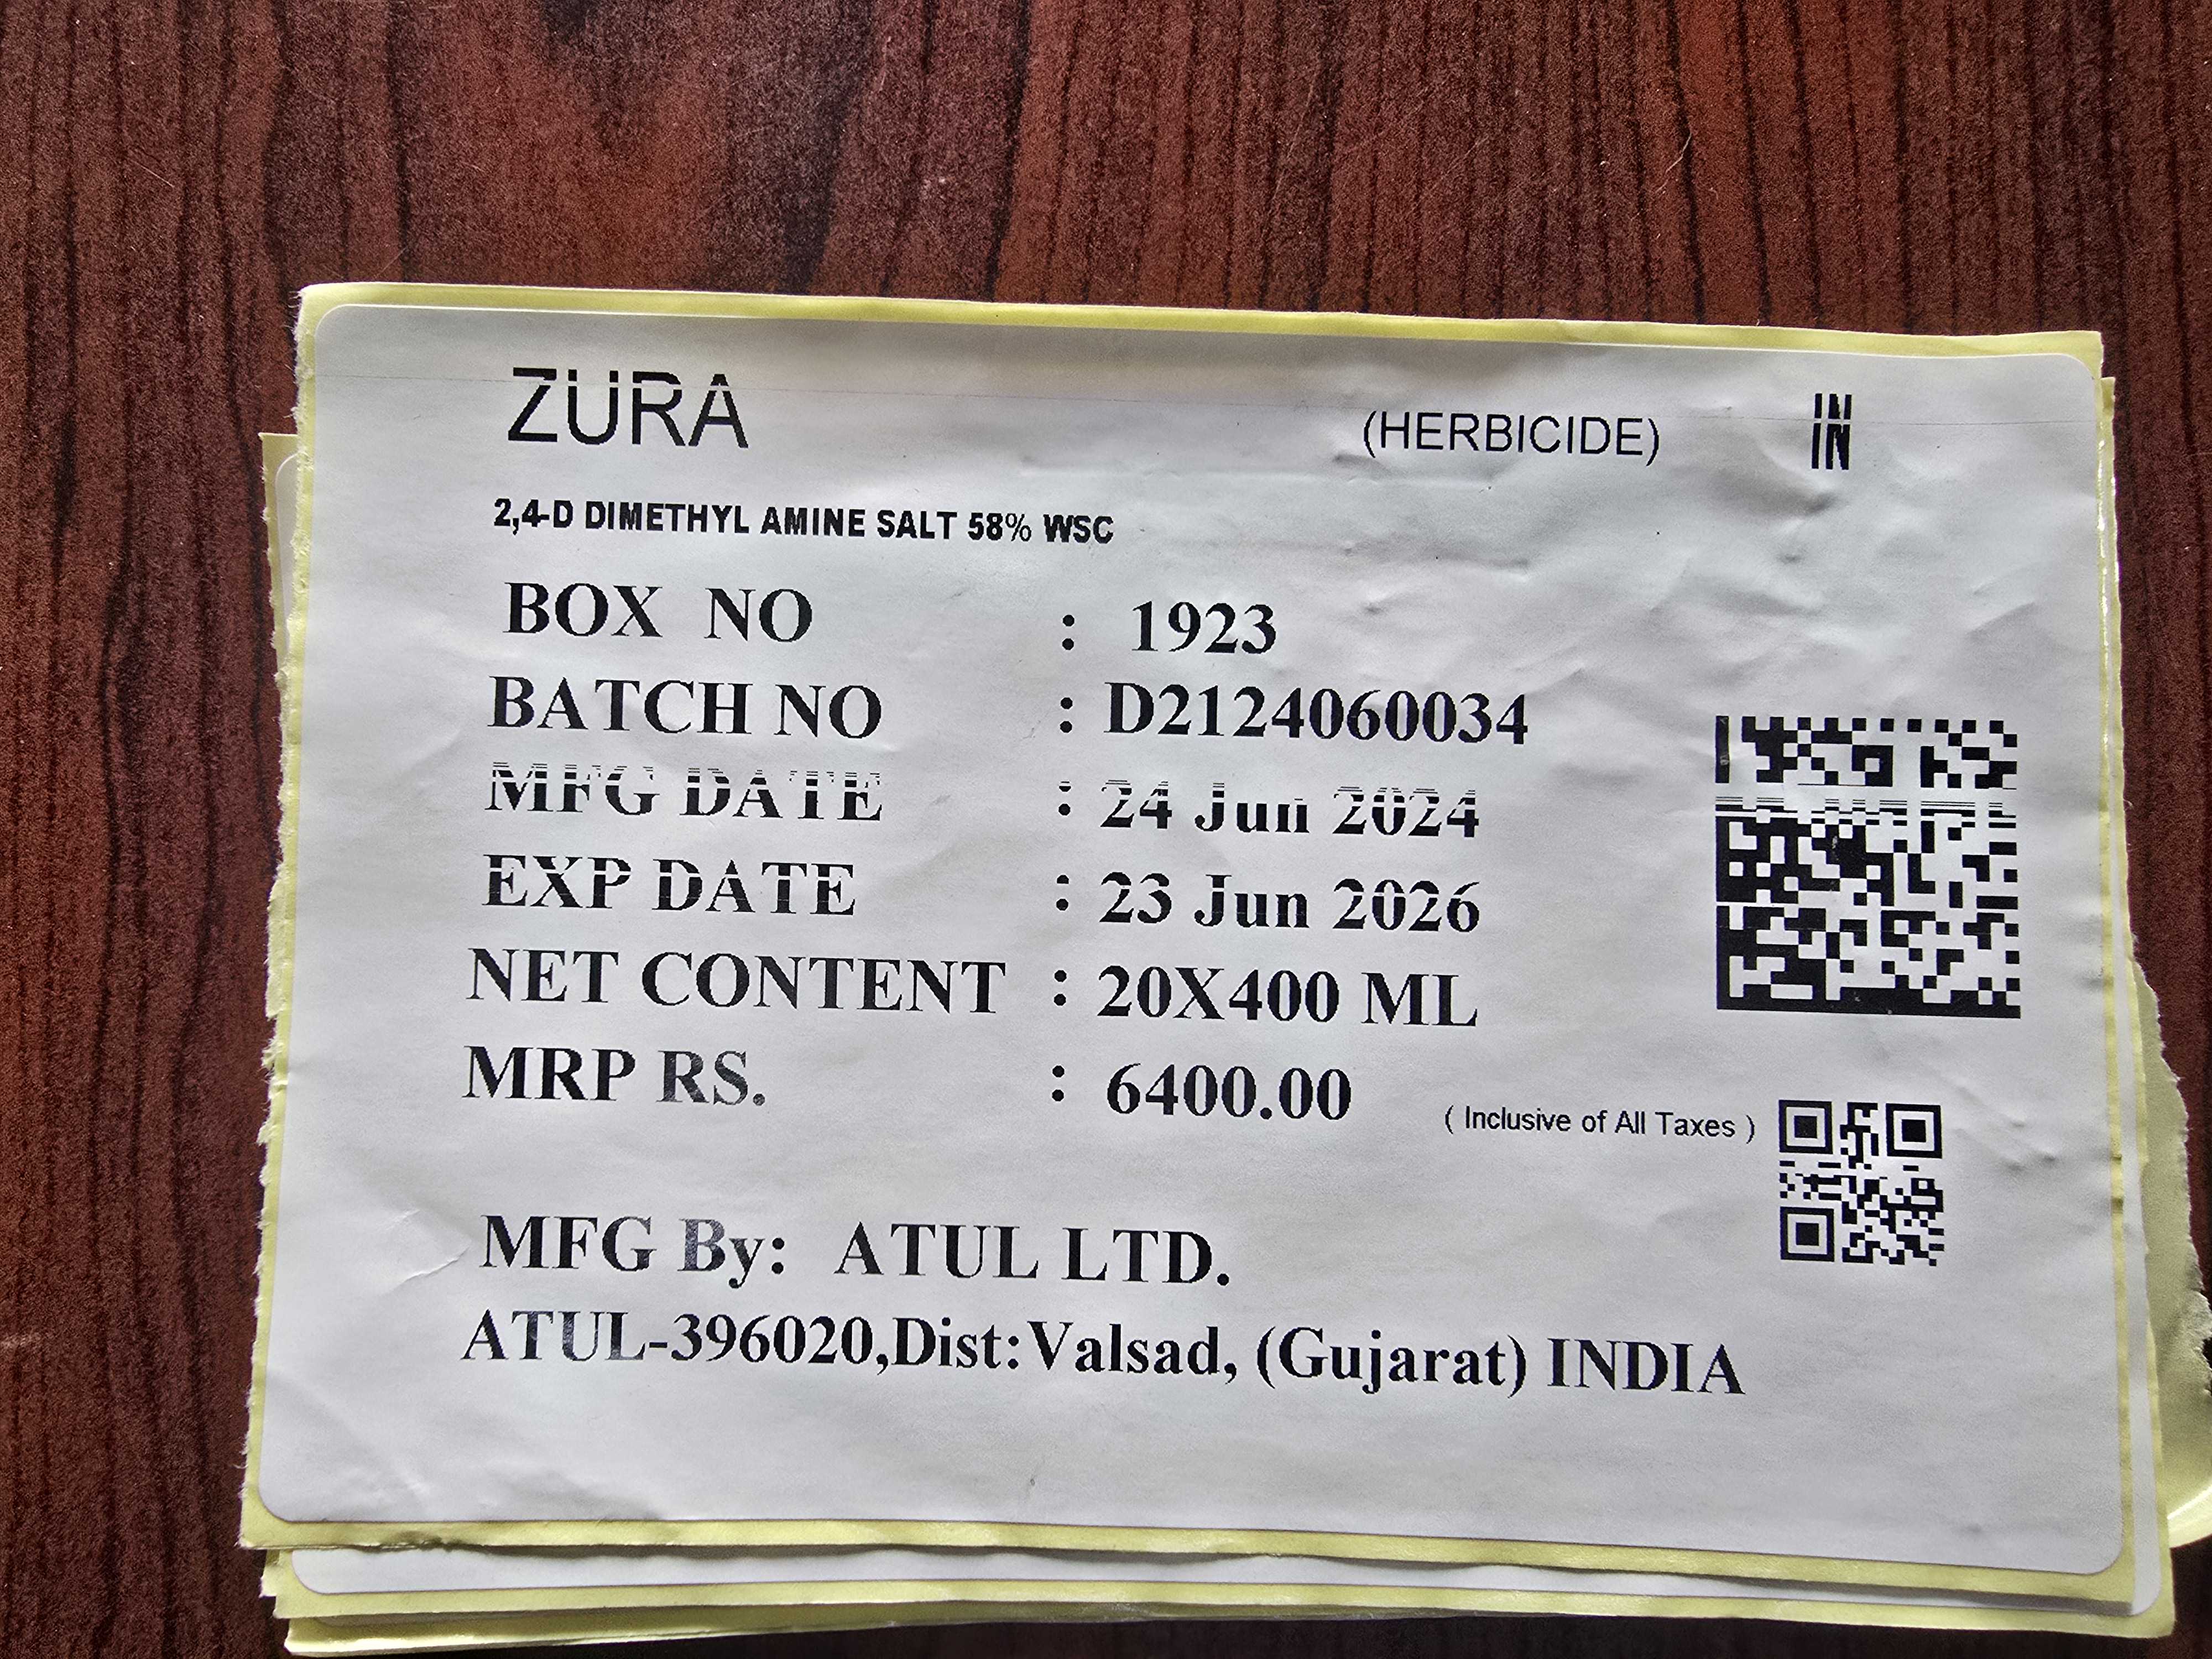 ZURA (HERBICIDE) IN
2,4-D DIMETHYL AMINE SALT 58% WSC
BOX NO : 1923
BATCH NO : D2124060034
MFG DATE : 24 Jun 2024
EXP DATE : 23 Jun 2026
NET CONTENT : 20X400 ML
MRP RS. : 6400.00 ( Inclusive of All Taxes )
MFG By: ATUL LTD.
ATUL-396020,Dist:Valsad, (Gujarat) INDIA